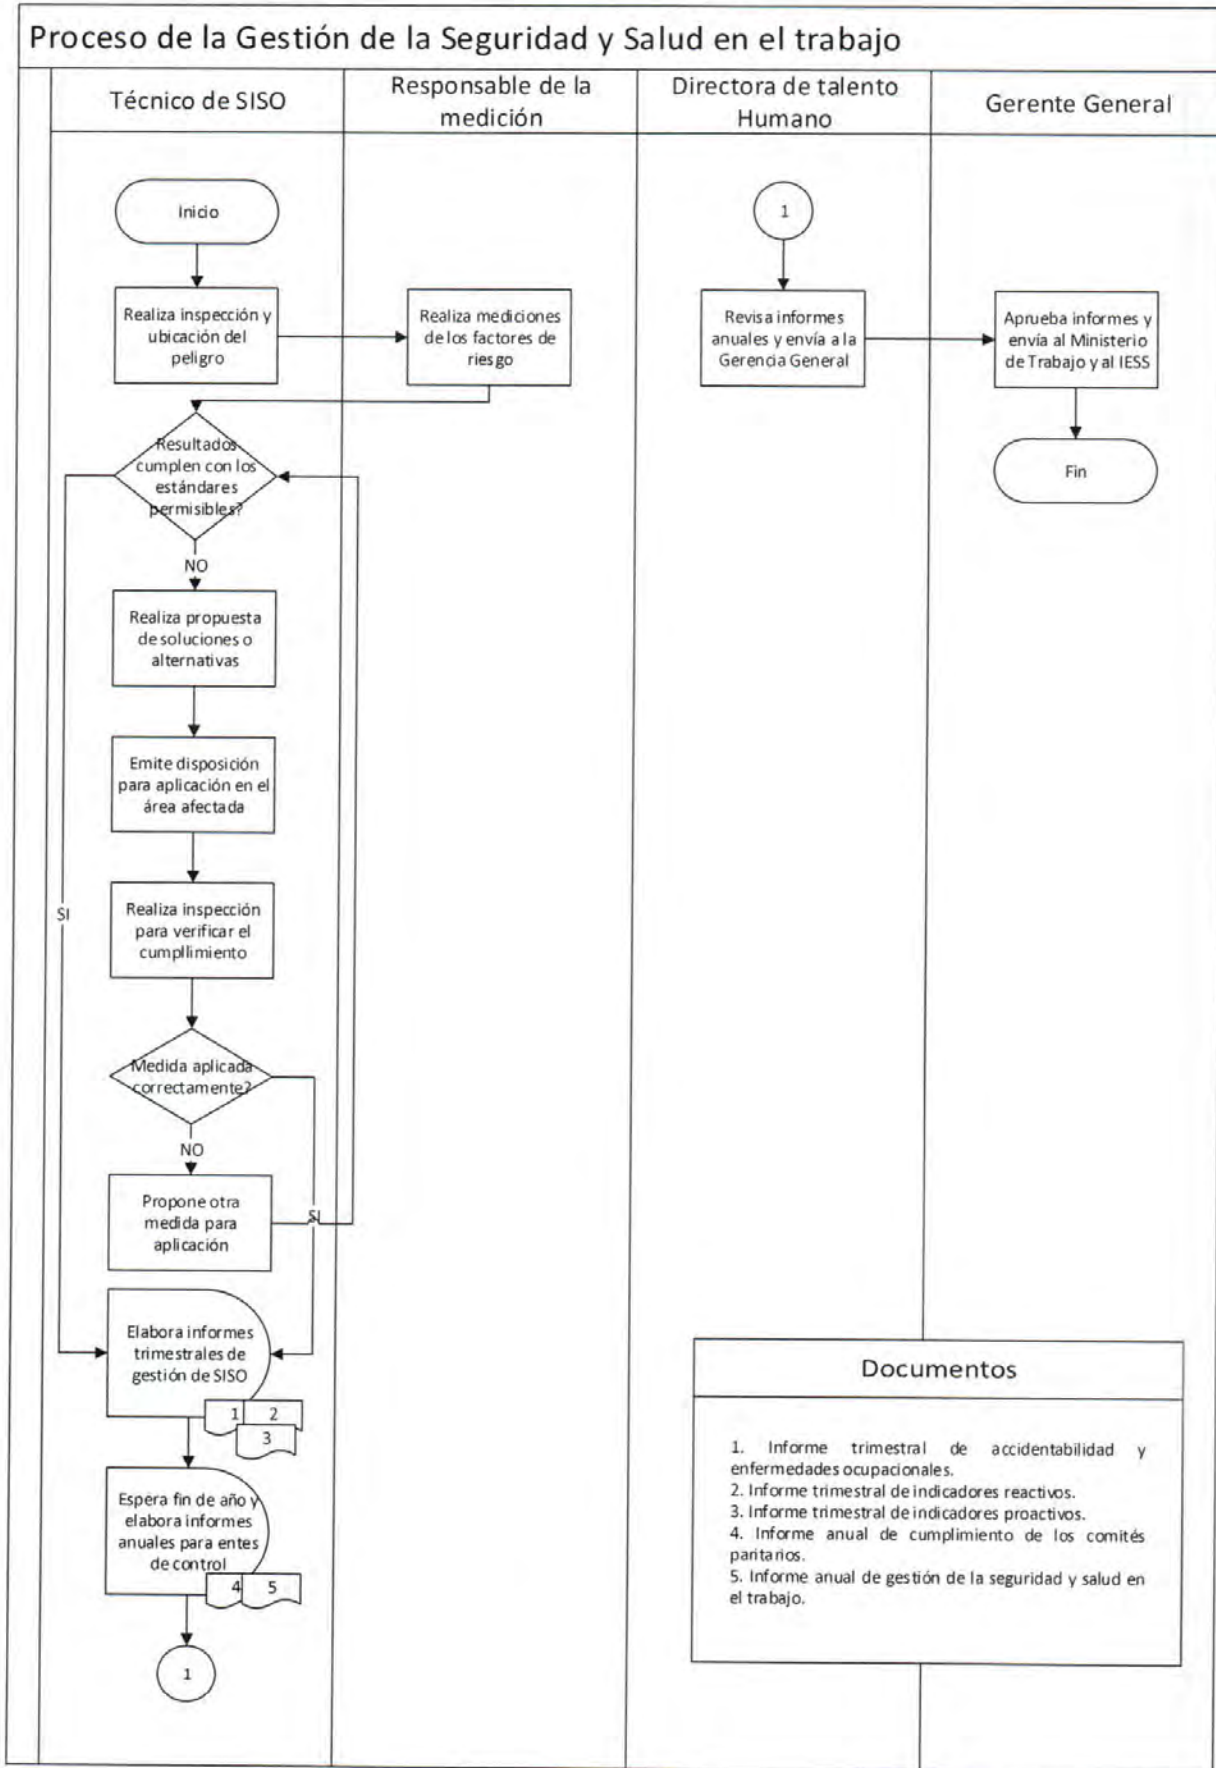 Proceso de la Gestión de la Seguridad y Salud en el trabajo
Técnico de SISO
Responsable de la
medición
Directora de talento
Humano
Gerente General
Inicio
1
Realiza inspección y
ubicación del
peligro
Realiza mediciones
de los factores de
riesgo
Revisa informes
anuales y envía a la
Gerencia General
Aprueba informes y
envía al Ministerio
de Trabajo y al IESS
Resultados
cumplen con los
estándares
permisibles?
Fin
NO
Realiza propuesta
de soluciones o
alternativas
Emite disposición
para aplicación en el
área afectada
SI
Realiza inspección
para verificar el
cumpllimiento
Medida aplicada
correctamente?
NO
Propone otra
medida para
aplicación
SI
Elabora informes
trimestrales de
gestión de SISO
1
2
3
Espera fin de año y
elabora informes
anuales para entes
de control
4
5
1
Documentos
1. Informe trimestral de accidentabilidad y
enfermedades ocupacionales.
2. Informe trimestral de indicadores reactivos.
3. Informe trimestral de indicadores proactivos.
4. Informe anual de cumplimiento de los comités
paritarios.
5. Informe anual de gestión de la seguridad y salud en
el trabajo.